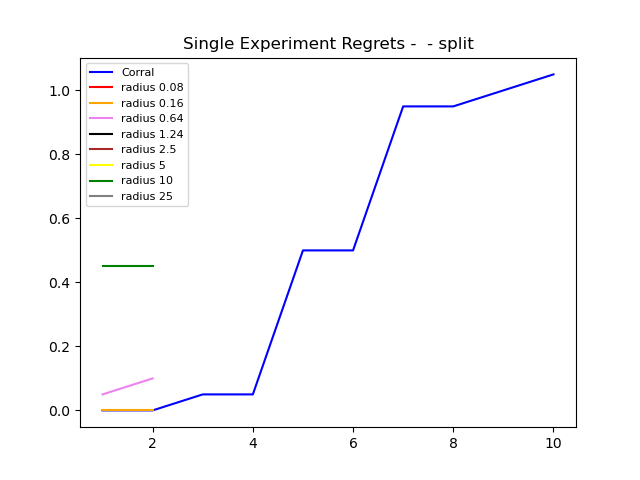 Single Experiment Regrets -  - split
Corral
radius 0.08
radius 0.16
radius 0.64
radius 1.24
radius 2.5
radius 5
radius 10
radius 25
1.0
0.8
0.6
0.4
0.2
0.0
2 4 6 8 10